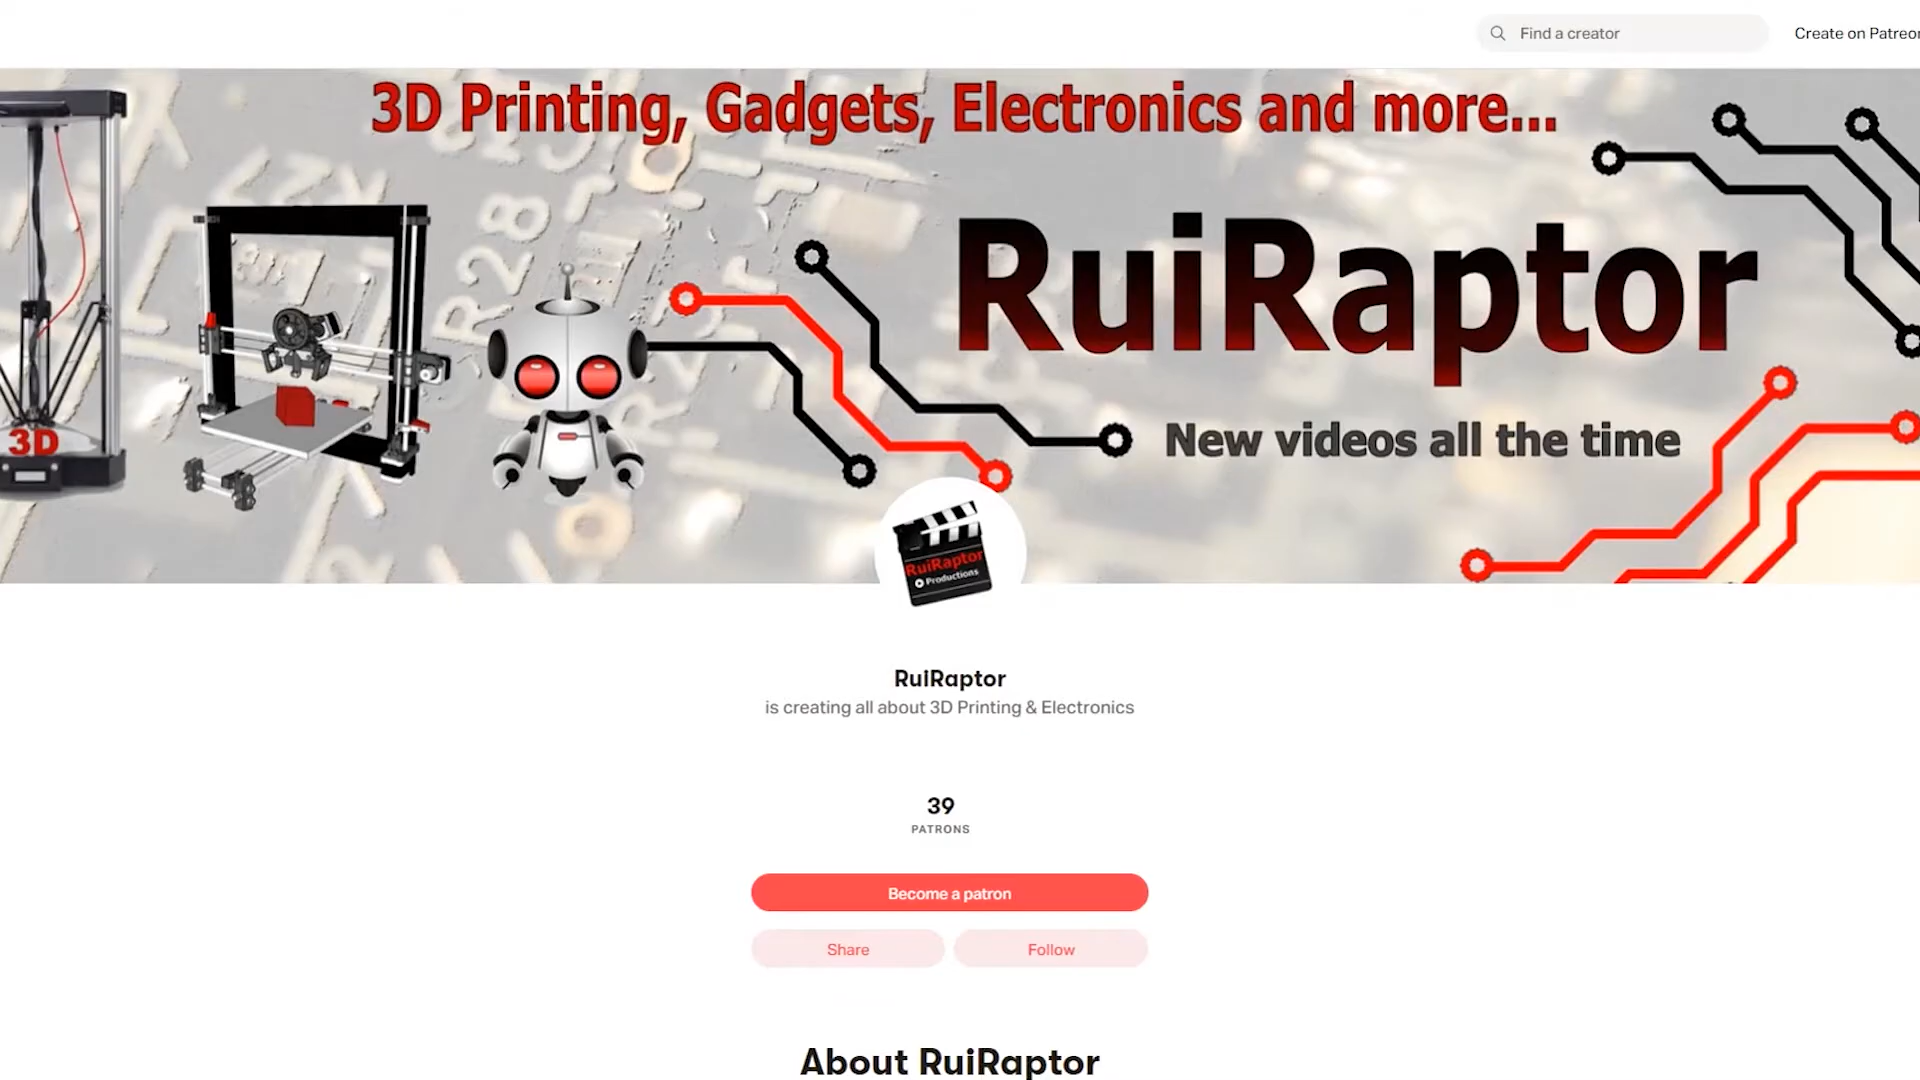 Find a creator
Create on Patreon
3D Printing, Gadgets, Electronics and more...
R28
RuiRaptor
New videos all the time
3D
RuiRaptor
Productions
RuiRaptor
is creating all about 3D Printing & Electronics
39
PATRONS
Become a patron
Share
Follow
About RuiRaptor